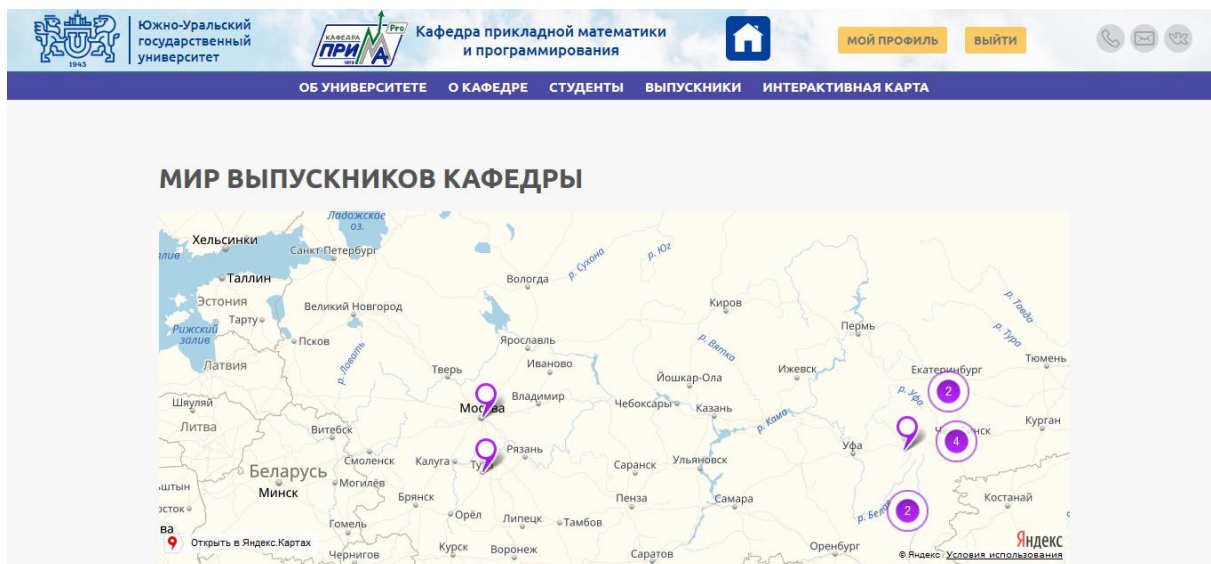 Южно-Уральский
государственный
университет
1943
КАФЕДРА
ПРИМА
Pro
1973
Кафедра прикладной математики
и программирования
МОЙ ПРОФИЛЬ
ВЫЙТИ
ОБ УНИВЕРСИТЕТЕ О КАФЕДРЕ СТУДЕНТЫ ВЫПУСКНИКИ ИНТЕРАКТИВНАЯ КАРТА
МИР ВЫПУСКНИКОВ КАФЕДРЫ
Ладожское
оз.
Хельсинки
Санкт-Петербург
р. Сухона
р. Юг
Таллин
Вологда
Эстония
Великий Новгород
Киров
р. Тавда
Тарту
Рижский
залив
Пермь
р. Тура
Псков
р. Ловать
Ярославль
р. Вятка
Латвия
Тверь
Иваново
Йошкар-Ола
Ижевск
Екатеринбург
Тюмень
2
р. Уфа
Шяуляй
Москва
Владимир
Чебоксары
Казань
р. Кама
Литва
Витебск
4
Курган
Уфа
Смоленск
Калуга
Рязань
Саранск
Ульяновск
Беларусь
Могилёв
Минск
Брянск
Пенза
Самара
Костанай
2
р. Белая
Орёл
Липецк
Тамбов
Гомель
Открыть в Яндекс.Картах
Чернигов
Курск
Воронеж
Саратов
Оренбург
Яндекс
© Яндекс Условия использования